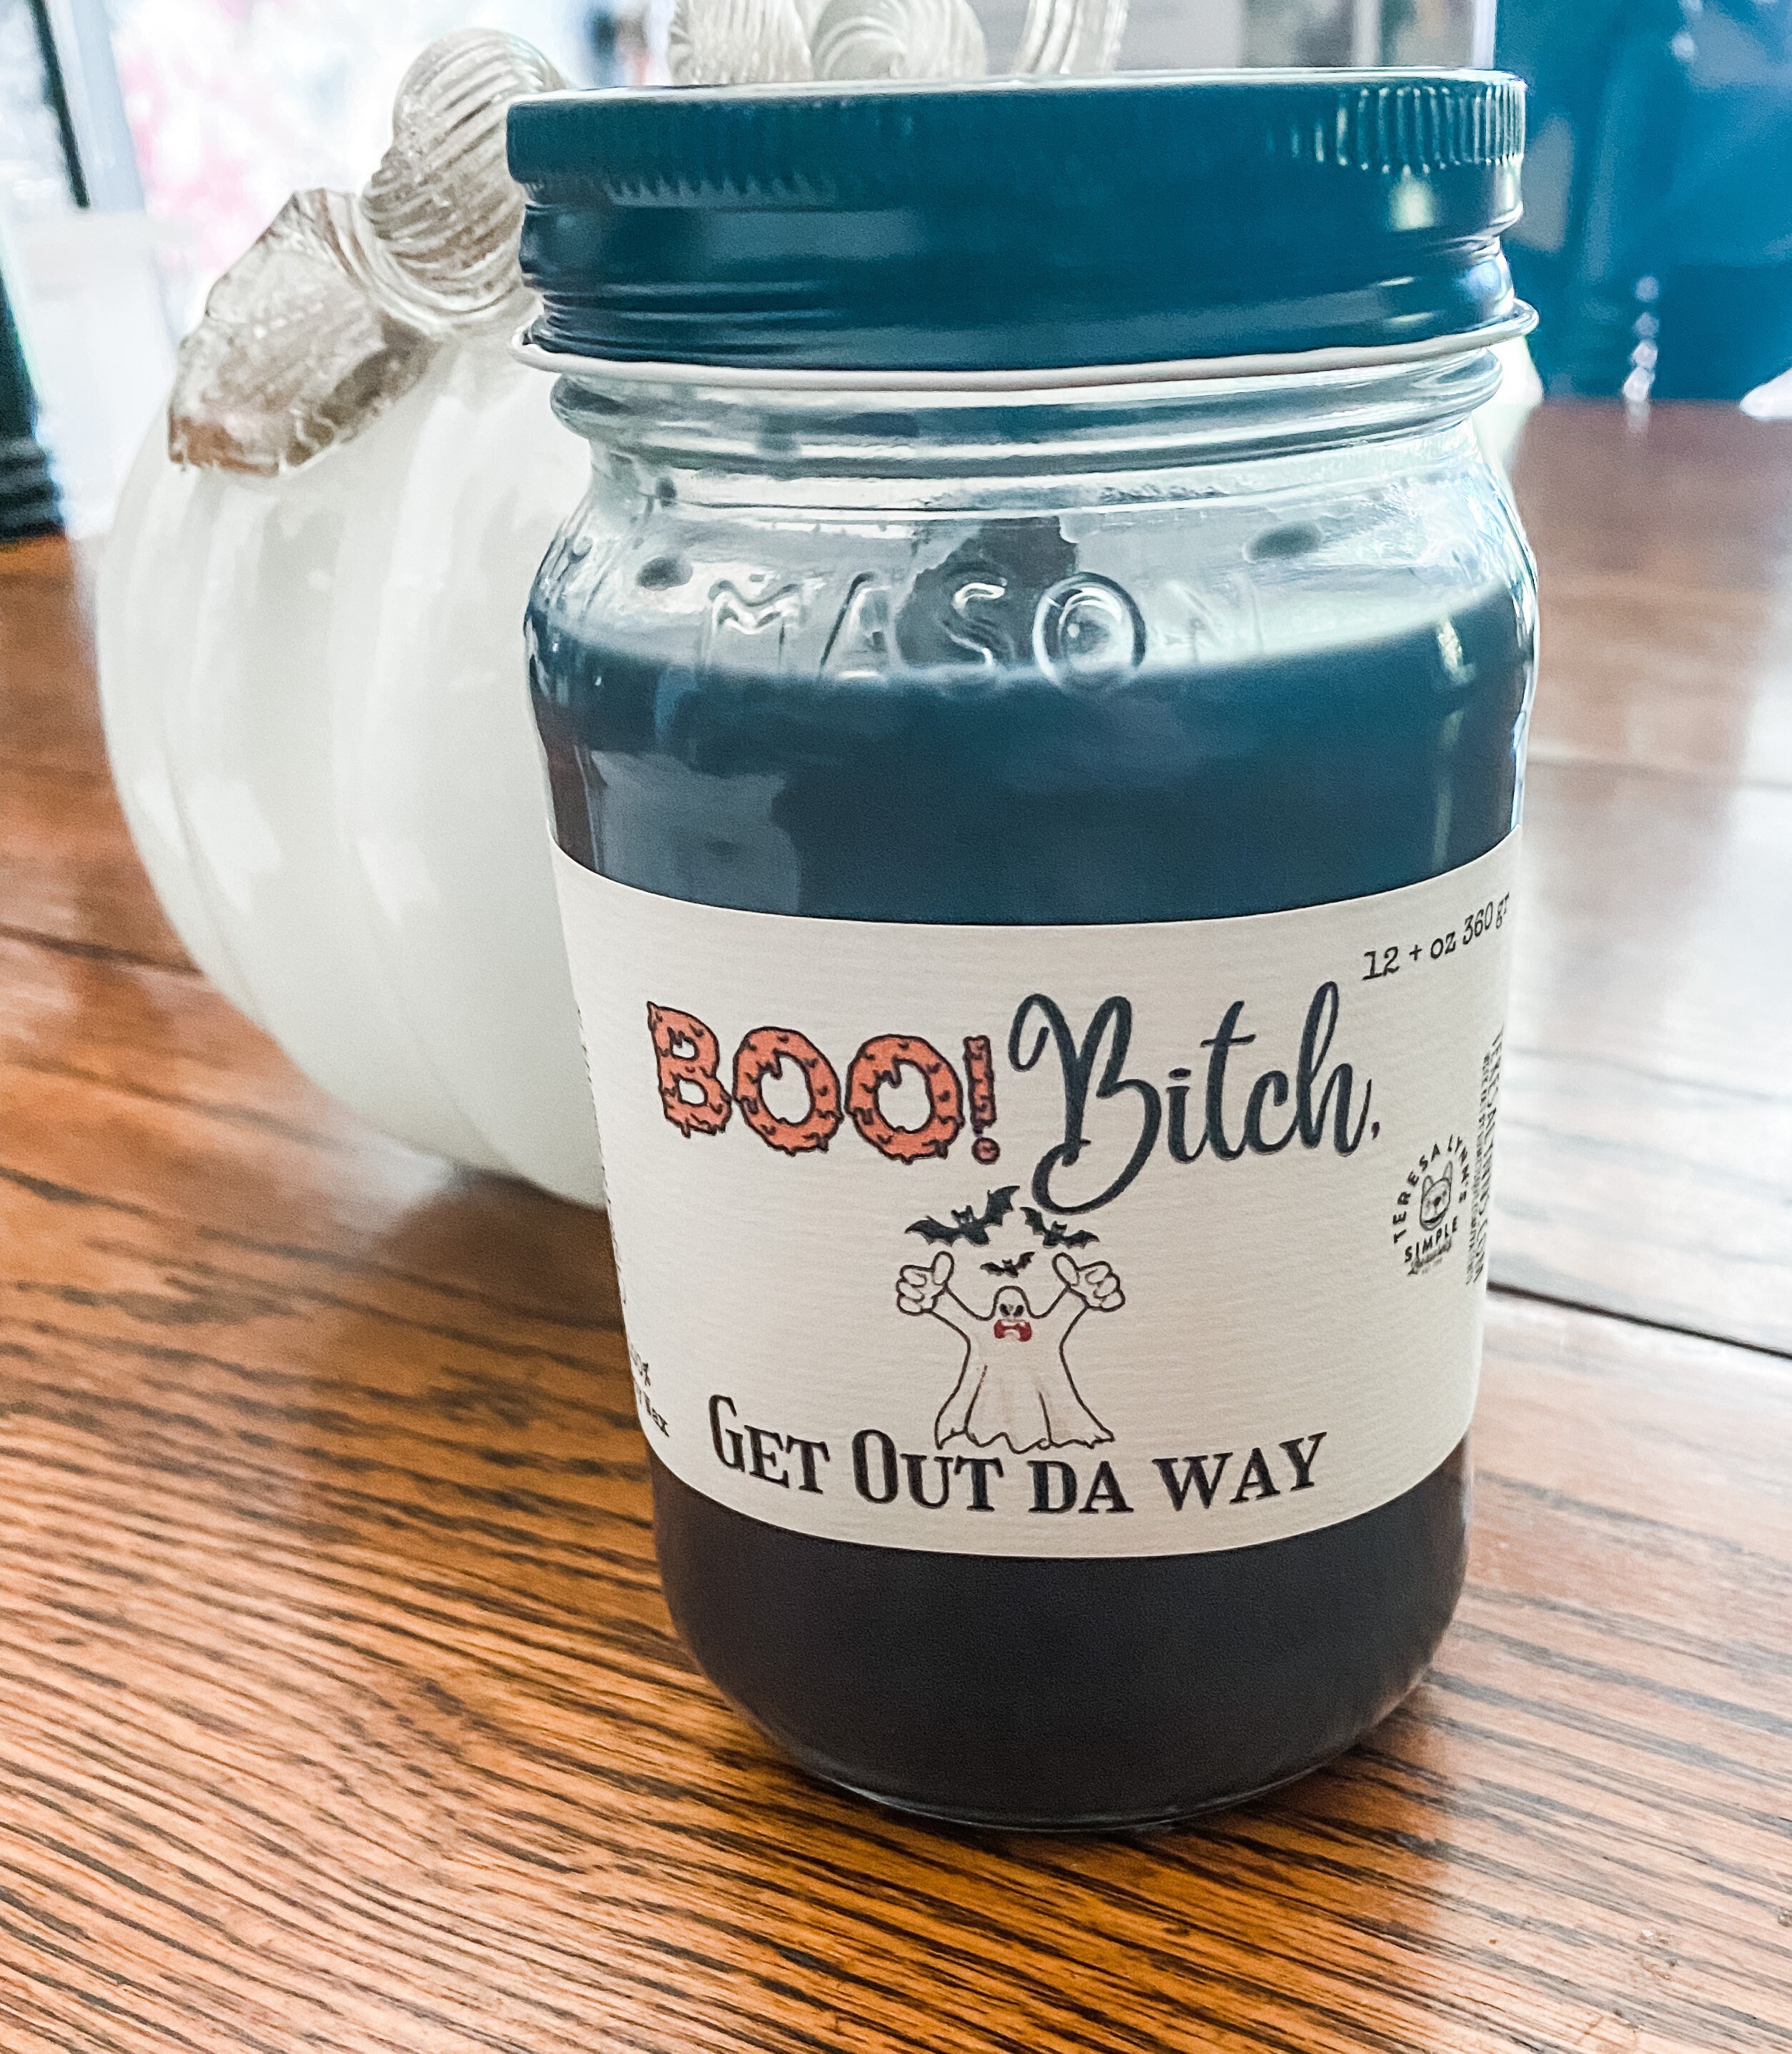 MASON
12 + oz 360 gr
BOO! Bitch,
TERESA LYNN'S
SIMPLE
GET OUT DA WAY